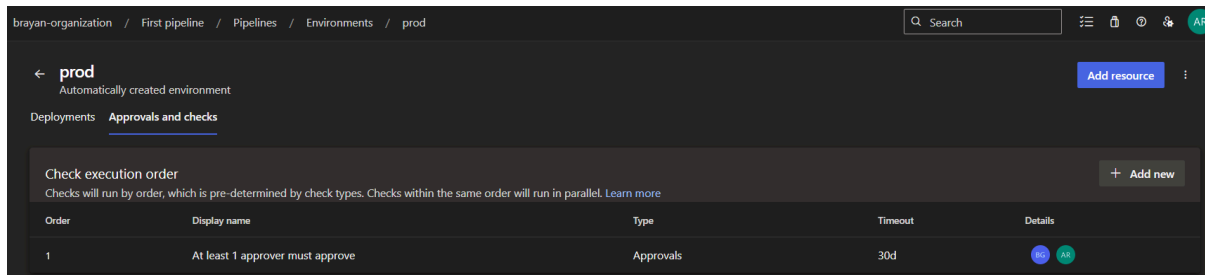 brayan-organization / First pipeline / Pipelines / Environments / prod
Search
AR
← prod
Automatically created environment
Add resource
Deployments Approvals and checks
Check execution order
Checks will run by order, which is pre-determined by check types. Checks within the same order will run in parallel. Learn more
+ Add new
Order Display name Type Timeout Details
1 At least 1 approver must approve Approvals 30d BG AR